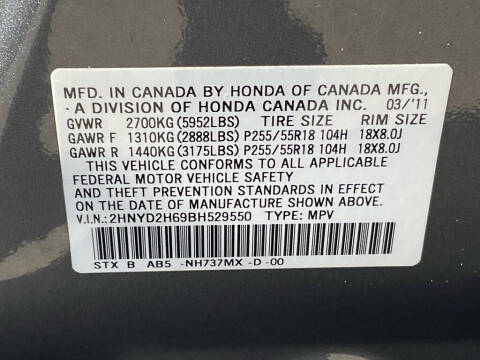 MFD. IN CANADA BY HONDA OF CANADA MFG.,
A DIVISION OF HONDA CANADA INC. 03/'11
GVWR 2700KG (5952LBS) TIRE SIZE RIM SIZE
GAWR F 1310KG (2888LBS) P255/55R18 104H 18X8.0J
GAWR R 1440KG (3175LBS) P255/55R18 104H 18X8.0J
THIS VEHICLE CONFORMS TO ALL APPLICABLE
FEDERAL MOTOR VEHICLE SAFETY
AND THEFT PREVENTION STANDARDS IN EFFECT
ON THE DATE OF MANUFACTURE SHOWN ABOVE.
V.I.N.: 2HNYD2H69BH529550 TYPE: MPV
STX B AB5 -NH737MX -D -00